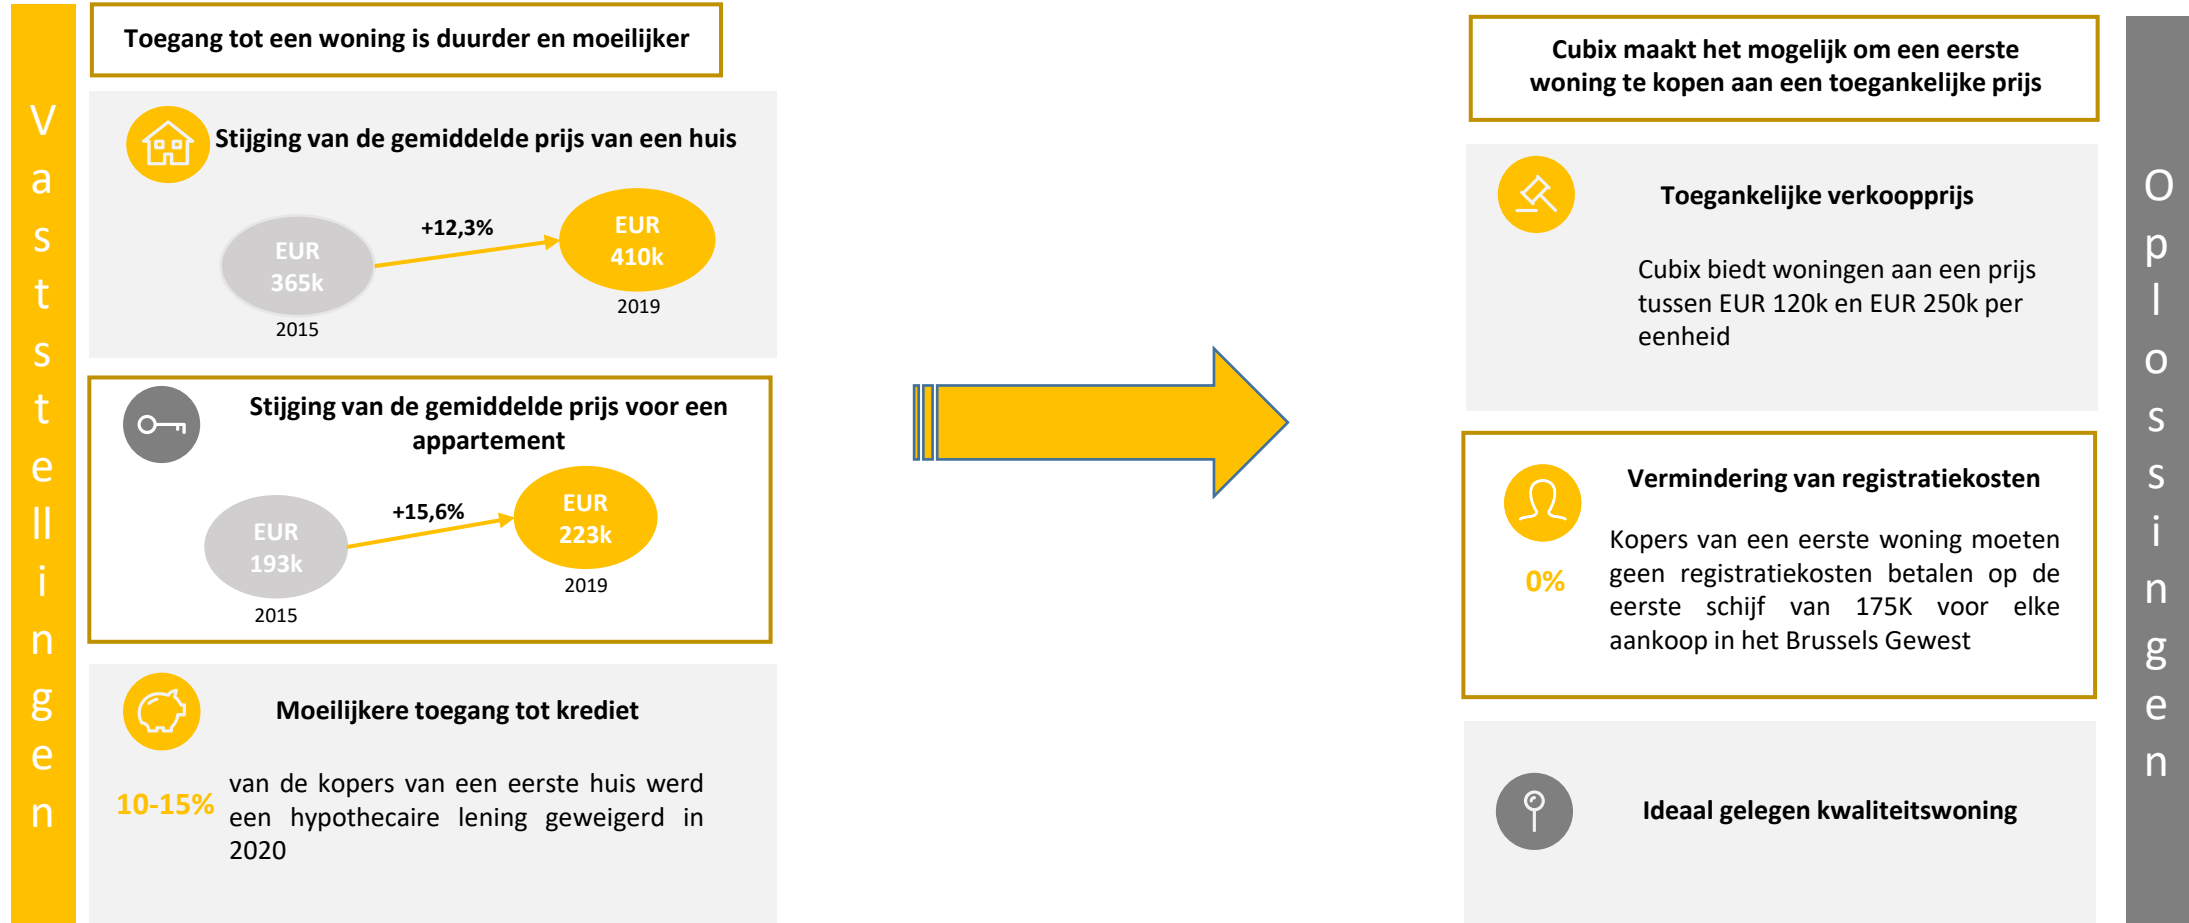 Vaststellingen
Toegang tot een woning is duurder en moeilijker
Stijging van de gemiddelde prijs van een huis
+12,3%
EUR
365k
2015
EUR
410k
2019
Stijging van de gemiddelde prijs voor een
appartement
+15,6%
EUR
193k
2015
EUR
223k
2019
Moeilijkere toegang tot krediet
10-15%
van de kopers van een eerste huis werd
een hypothecaire lening geweigerd in
2020
Cubix maakt het mogelijk om een eerste
woning te kopen aan een toegankelijke prijs
Toegankelijke verkoopprijs
Cubix biedt woningen aan een prijs
tussen EUR 120k en EUR 250k per
eenheid
Vermindering van registratiekosten
0%
Kopers van een eerste woning moeten
geen registratiekosten betalen op de
eerste schijf van 175K voor elke
aankoop in het Brussels Gewest
Ideaal gelegen kwaliteitswoning
Oplossingen